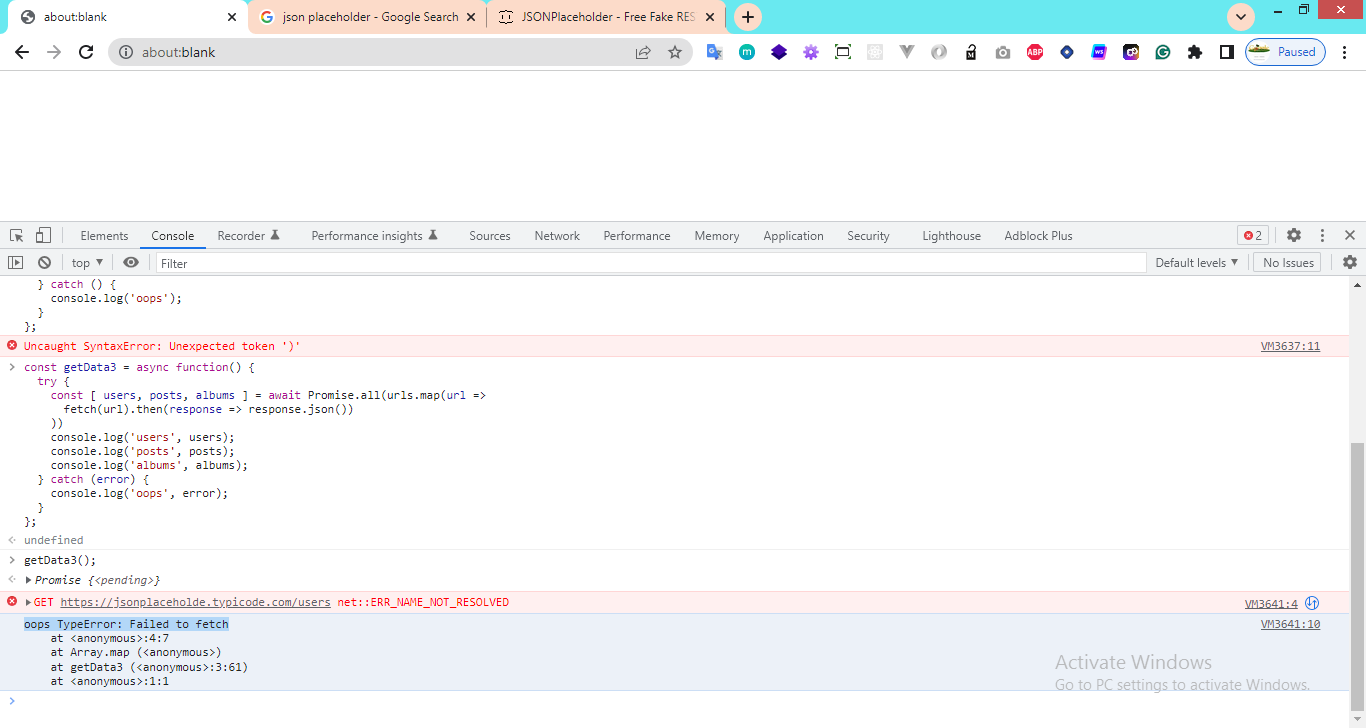 about:blank
json placeholder - Google Search
JSONPlaceholder - Free Fake RES
about:blank
Paused
Elements
Console
Recorder
Performance insights
Sources
Network
Performance
Memory
Application
Security
Lighthouse
Adblock Plus
2
top
Filter
Default levels
No Issues
} catch () {
console.log('oops');
}
};
Uncaught SyntaxError: Unexpected token ')'
VM3637:11
const getData3 = async function() {
try {
const [ users, posts, albums ] = await Promise.all(urls.map(url =>
fetch(url).then(response => response.json())
))
console.log('users', users);
console.log('posts', posts);
console.log('albums', albums);
} catch (error) {
console.log('oops', error);
}
};
undefined
getData3();
Promise {<pending>}
GET https://jsonplaceholde.typicode.com/users net::ERR_NAME_NOT_RESOLVED
VM3641:4
oops TypeError: Failed to fetch
VM3641:10
at <anonymous>:4:7
at Array.map (<anonymous>)
at getData3 (<anonymous>:3:61)
at <anonymous>:1:1
Activate Windows
Go to PC settings to activate Windows.